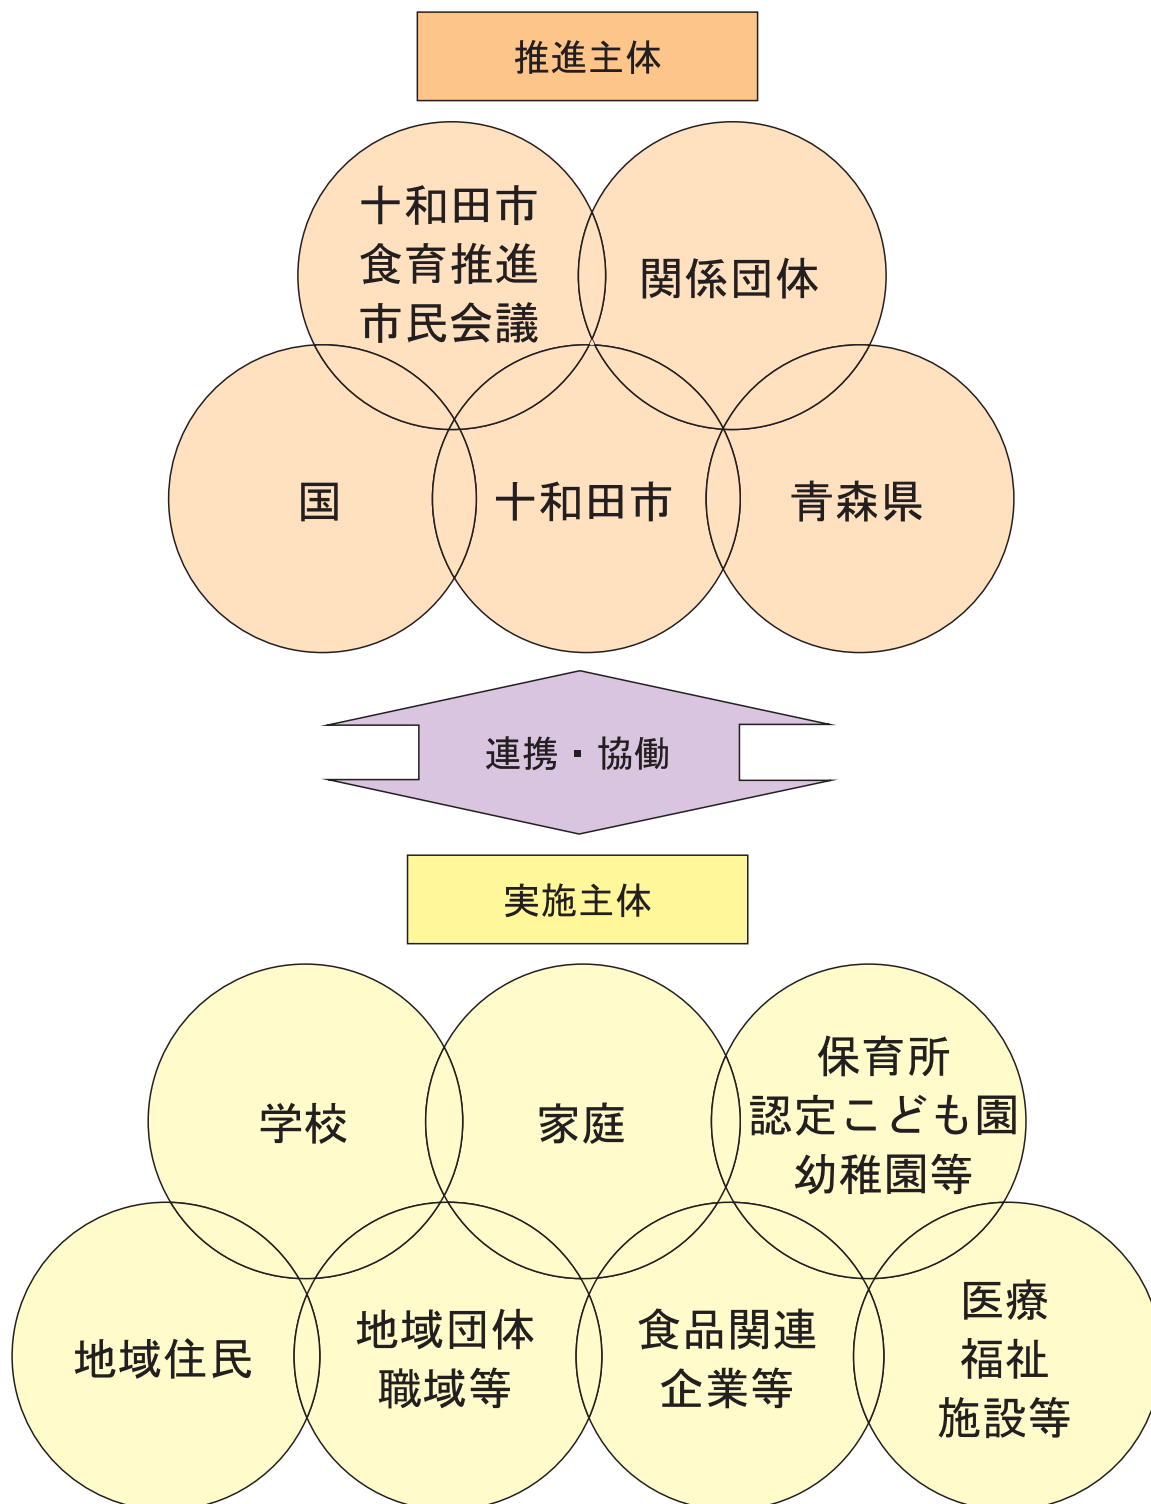 推進主体
十和田市
食育推進
市民会議
関係団体
国
十和田市
青森県
連携・協働
実施主体
学校
家庭
保育所
認定こども園
幼稚園等
地域住民
地域団体
職域等
食品関連
企業等
医療
福祉
施設等